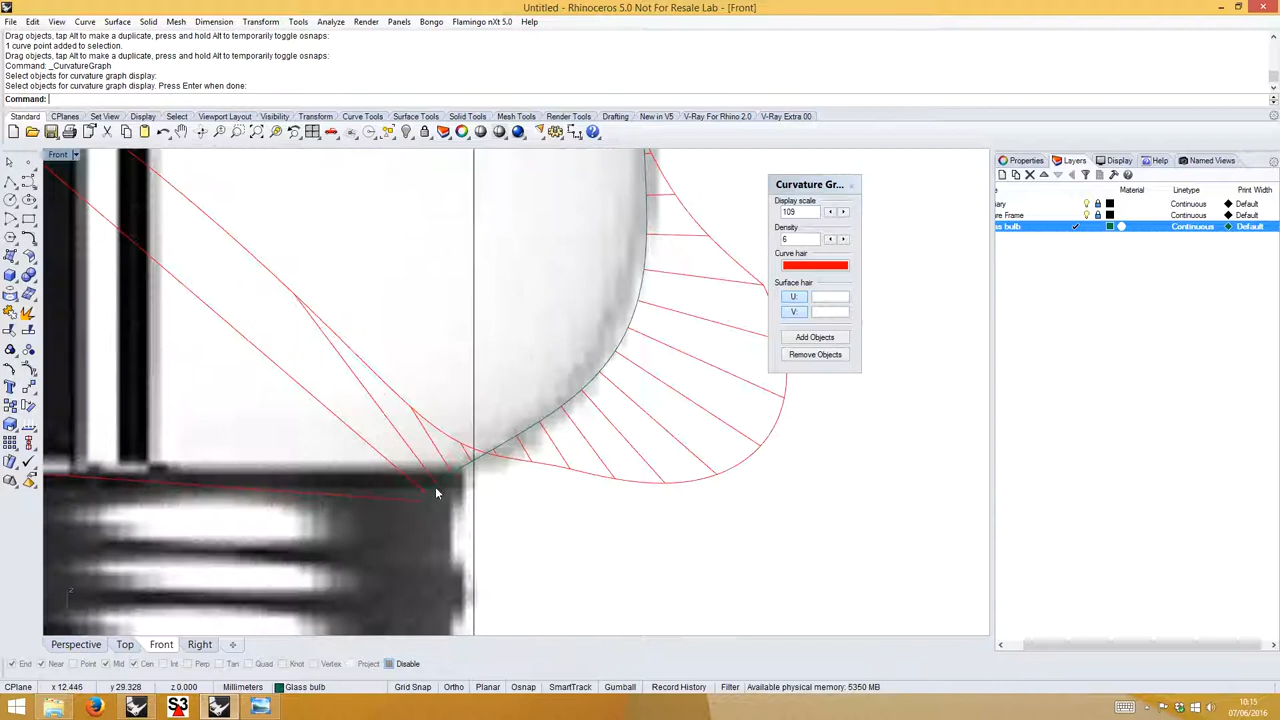 Untitled - Rhinoceros 5.0 Not For Resale Lab - [Front]
File Edit View Curve Surface Solid Mesh Dimension Transform Tools Analyze Render Panels Bongo Flamingo nXt 5.0 Help
Drag objects, tap Alt to make a duplicate, press and hold Alt to temporarily toggle osnaps:
1 curve point added to selection.
Drag objects, tap Alt to make a duplicate, press and hold Alt to temporarily toggle osnaps:
Command: _CurvatureGraph
Select objects for curvature graph display:
Select objects for curvature graph display. Press Enter when done:
Command:
Standard CPlanes Set View Display Select Viewport Layout Visibility Transform Curve Tools Surface Tools Solid Tools Mesh Tools Render Tools Drafting New in V5 V-Ray For Rhino 2.0 V-Ray Extra 00
Front
Properties Layers Display Help Named Views
Material Linetype Print Width
ary Continuous Default
re Frame Continuous Default
ss bulb Continuous Default
Curvature Gr...
Display scale
109
Density
6
Curve hair
Surface hair
U:
V:
Add Objects
Remove Objects
z
Perspective Top Front Right
End Near Point Mid Cen Int Perp Tan Quad Knot Vertex Project Disable
CPlane x 12.446 y 29.328 z 0.000 Millimeters Glass bulb Grid Snap Ortho Planar Osnap SmartTrack Gumball Record History Filter Available physical memory: 5350 MB
S3
10:15
07/06/2016